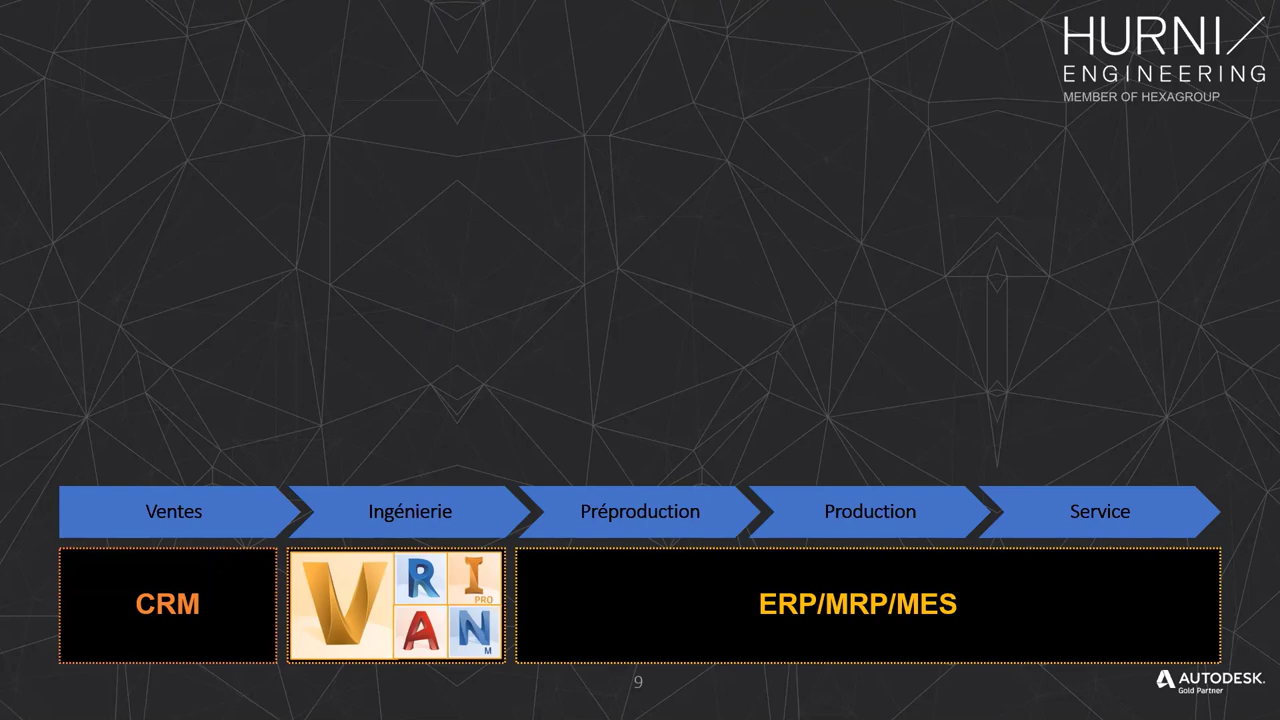 HURNI/
ENGINEERING
MEMBER OF HEXAGROUP
Ventes
Ingénierie
Préproduction
Production
Service
CRM
V
R
I
PRO
A
N
M
ERP/MRP/MES
9
AUTODESK.
Gold Partner